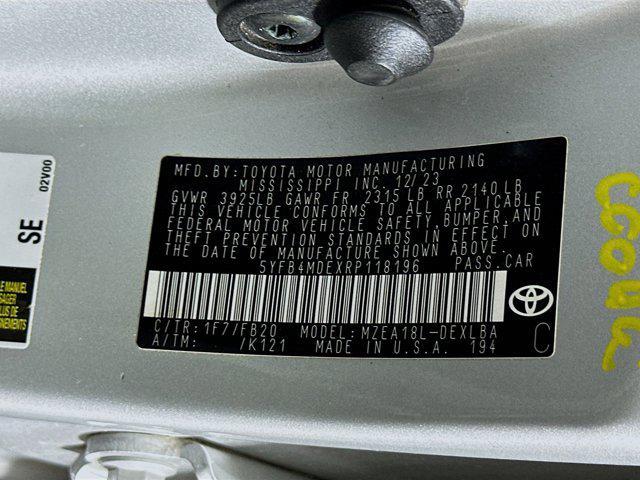 MFD.BY:TOYOTA MOTOR MANUFACTURING
MISSISSIPPI INC. 12/23
GVWR 3925LB GAWR FR 2315 LB RR 2140LB
THIS VEHICLE CONFORMS TO ALL APPLICABLE
FEDERAL MOTOR VEHICLE SAFETY, BUMPER, AND
THEFT PREVENTION STANDARDS IN EFFECT ON
THE DATE OF MANUFACTURE SHOWN ABOVE.
5YFB4MDEXRP118196 PASS.CAR
C/TR:1F7/FB20 MODEL:MZEA18L-DEXLBA
A/TM: /K121 MADE IN U.S.A. 194
C
SE
02V00
MANUEL
PLUS DE